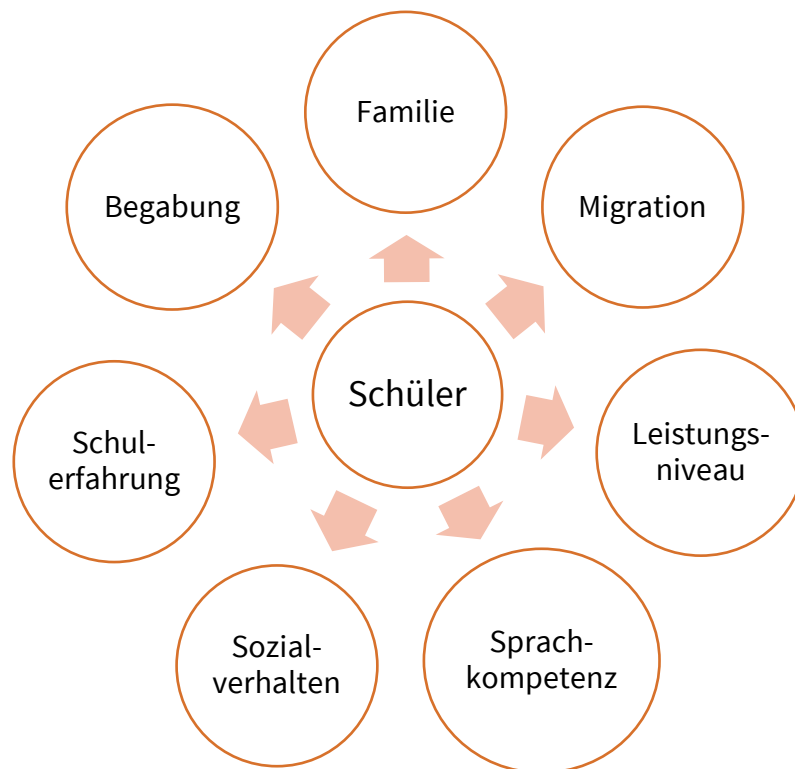 Familie
Begabung
Migration
Schüler
Schul-
erfahrung
Leistungs-
niveau
Sozial-
verhalten
Sprach-
kompetenz